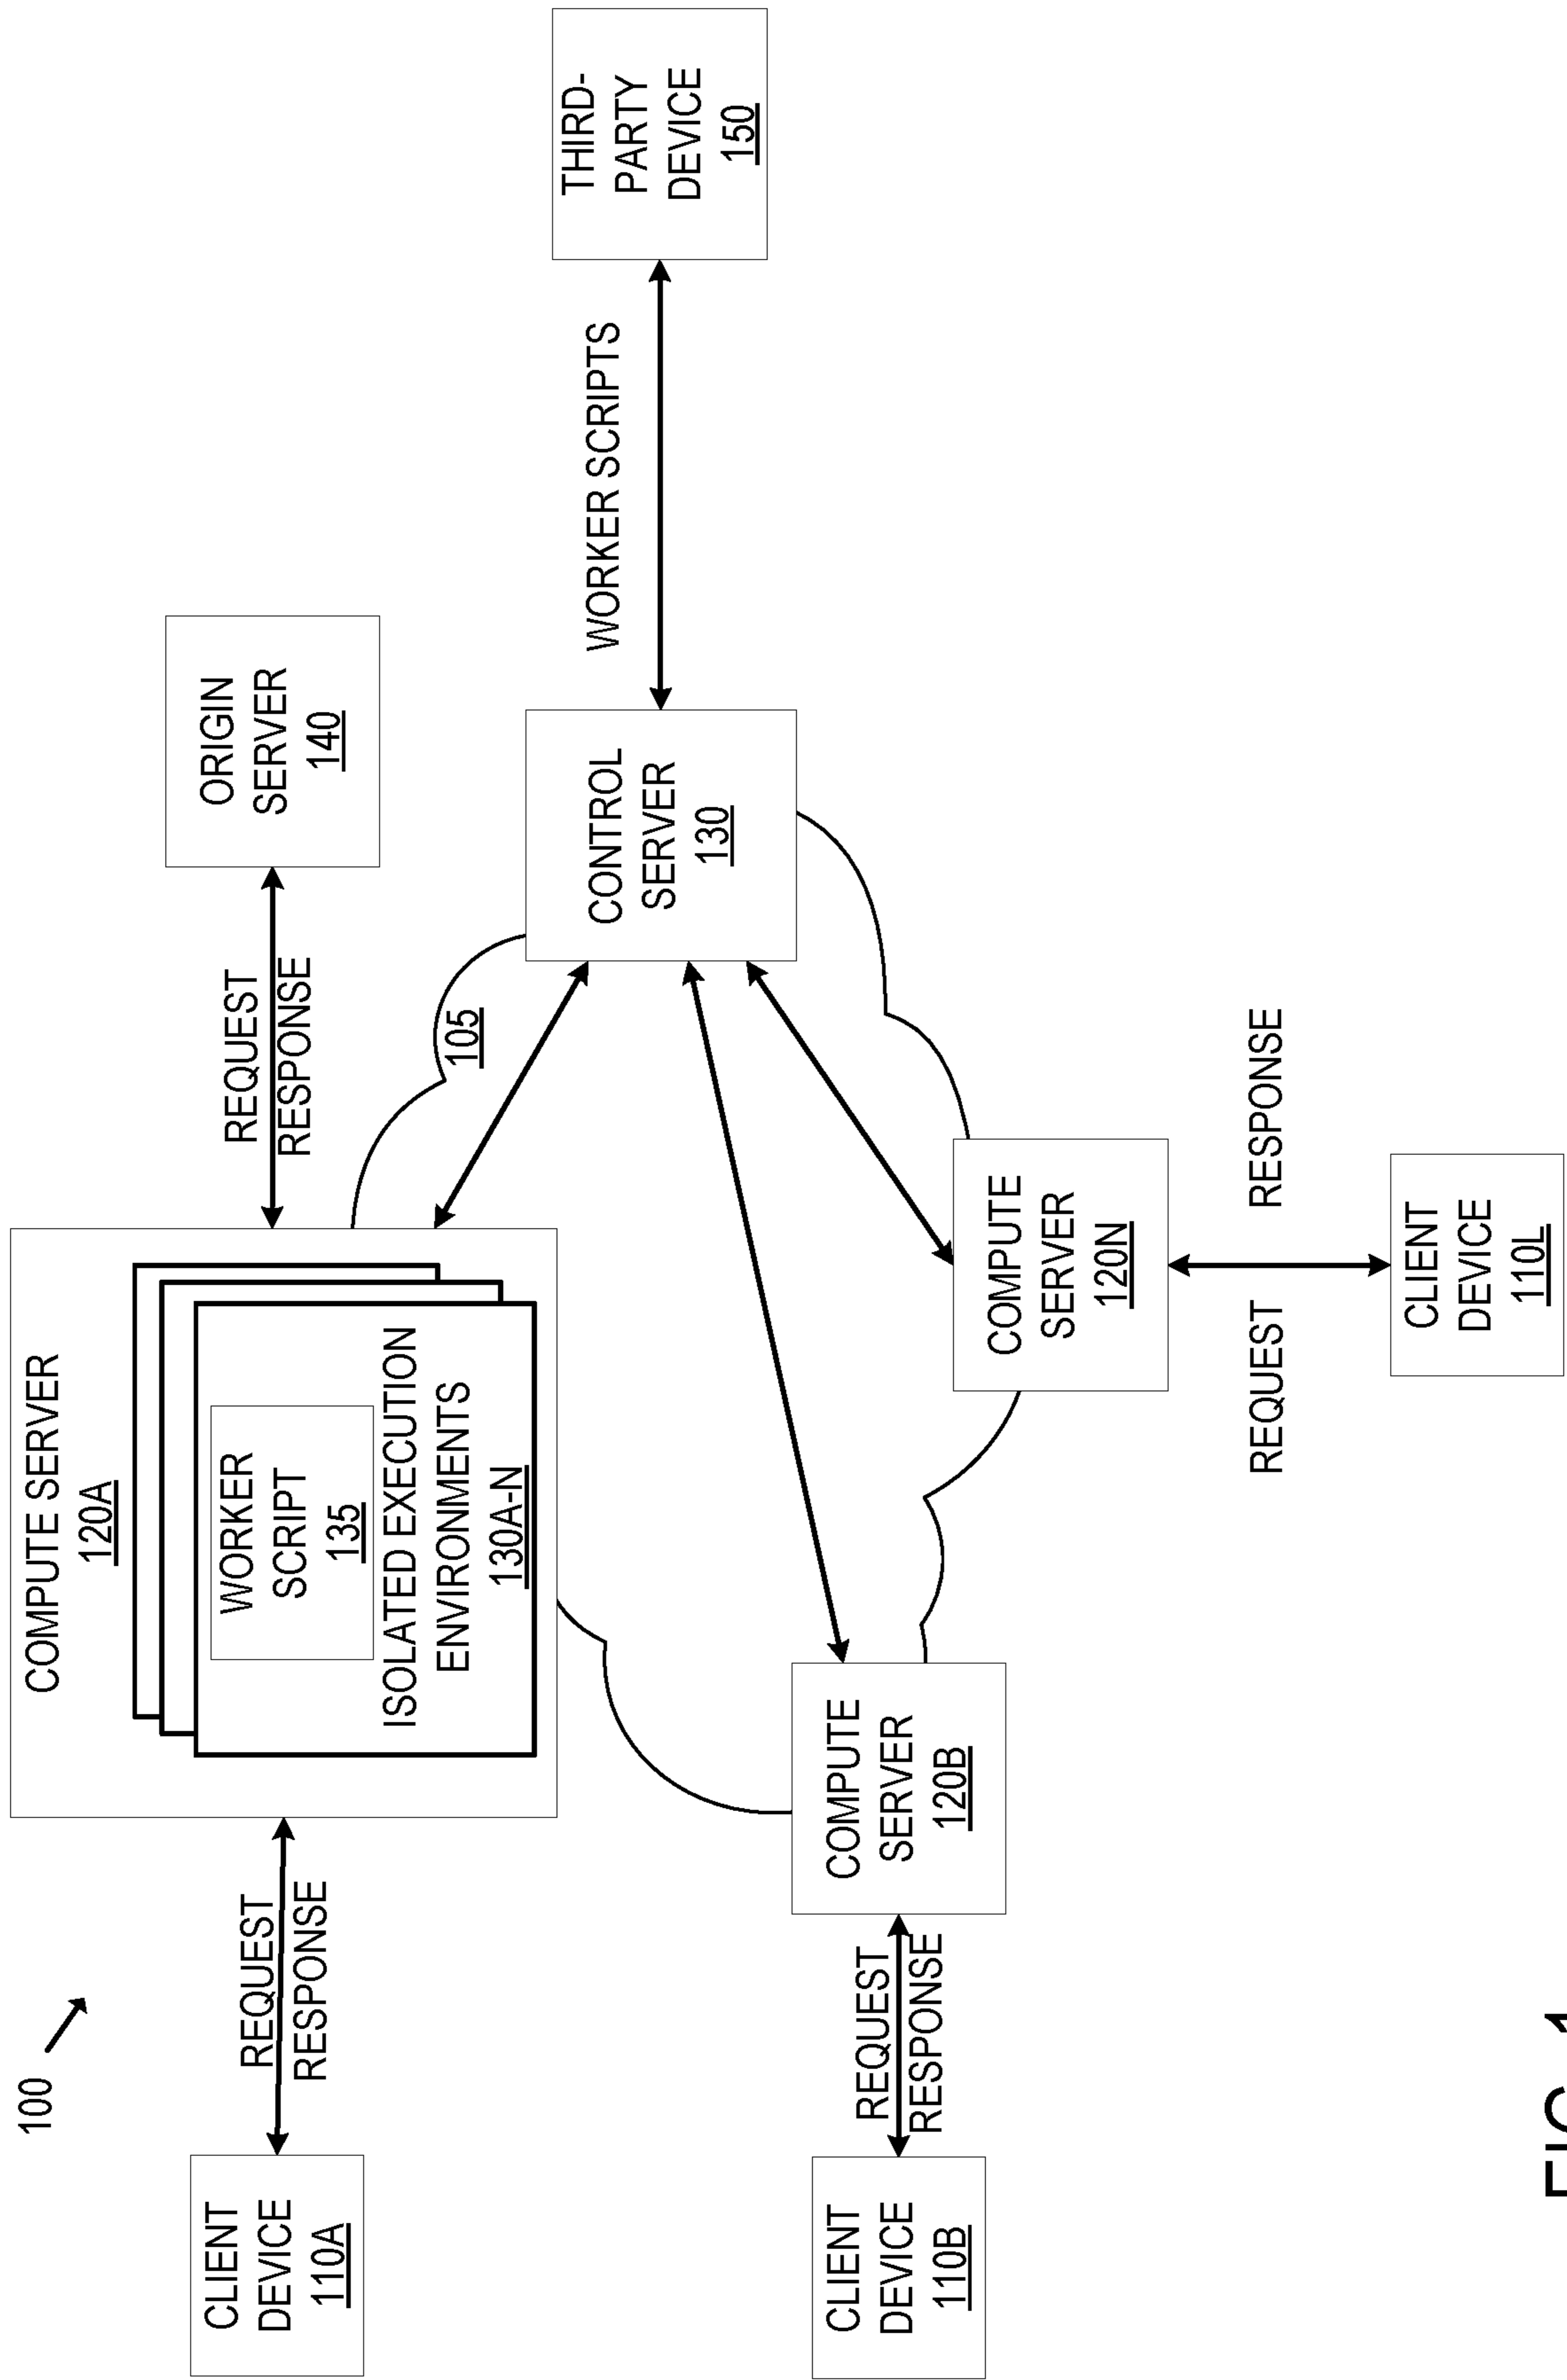 100
COMPUTE SERVER
120A
WORKER
SCRIPT
135
ISOLATED EXECUTION
ENVIRONMENTS
130A-N
CLIENT
DEVICE
110A
REQUEST
RESPONSE
REQUEST
RESPONSE
ORIGIN
SERVER
140
105
CONTROL
SERVER
130
WORKER SCRIPTS
THIRD-
PARTY
DEVICE
150
CLIENT
DEVICE
110B
REQUEST
RESPONSE
COMPUTE
SERVER
120B
COMPUTE
SERVER
120N
REQUEST
RESPONSE
CLIENT
DEVICE
110L
FIG. 1